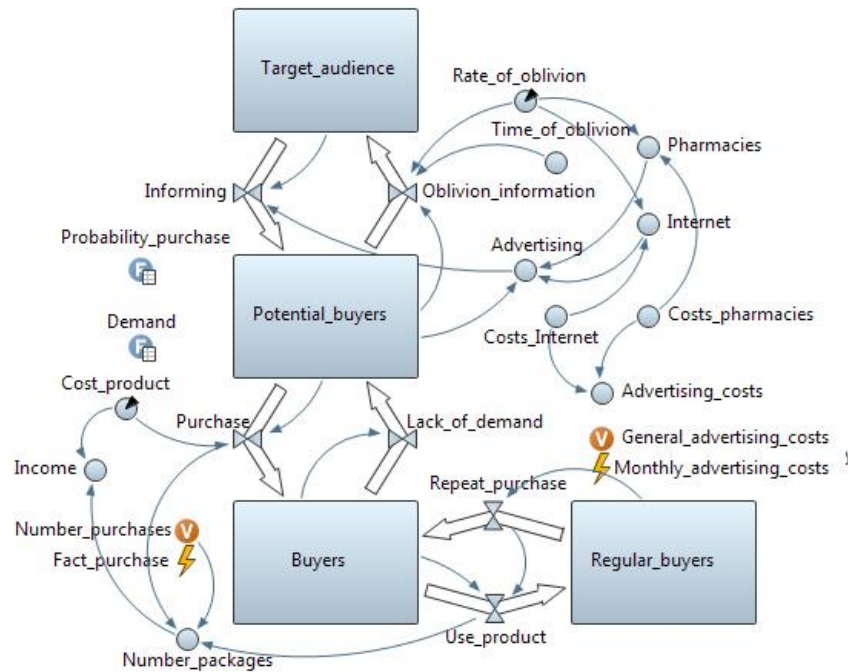 Target_audience
Rate_of_oblivion
Time_of_oblivion
Pharmacies
Informing
Oblivion_information
Internet
Probability_purchase
Advertising
Demand
Potential_buyers
Costs_Internet
Costs_pharmacies
Cost_product
Advertising_costs
Purchase
Lack_of_demand
V General_advertising_costs
Income
Monthly_advertising_costs
y
Repeat_purchase
Number_purchases V
Fact_purchase
Buyers
Regular_buyers
Use_product
Number_packages
F
F